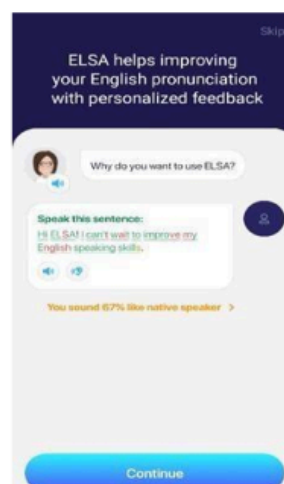 Skip
ELSA helps improving
your English pronunciation
with personalized feedback
Why do you want to use ELSA?
Speak this sentence:
Hi ELSA! I can't wait to improve my
English speaking skills.
You sound 67% like native speaker >
Continue